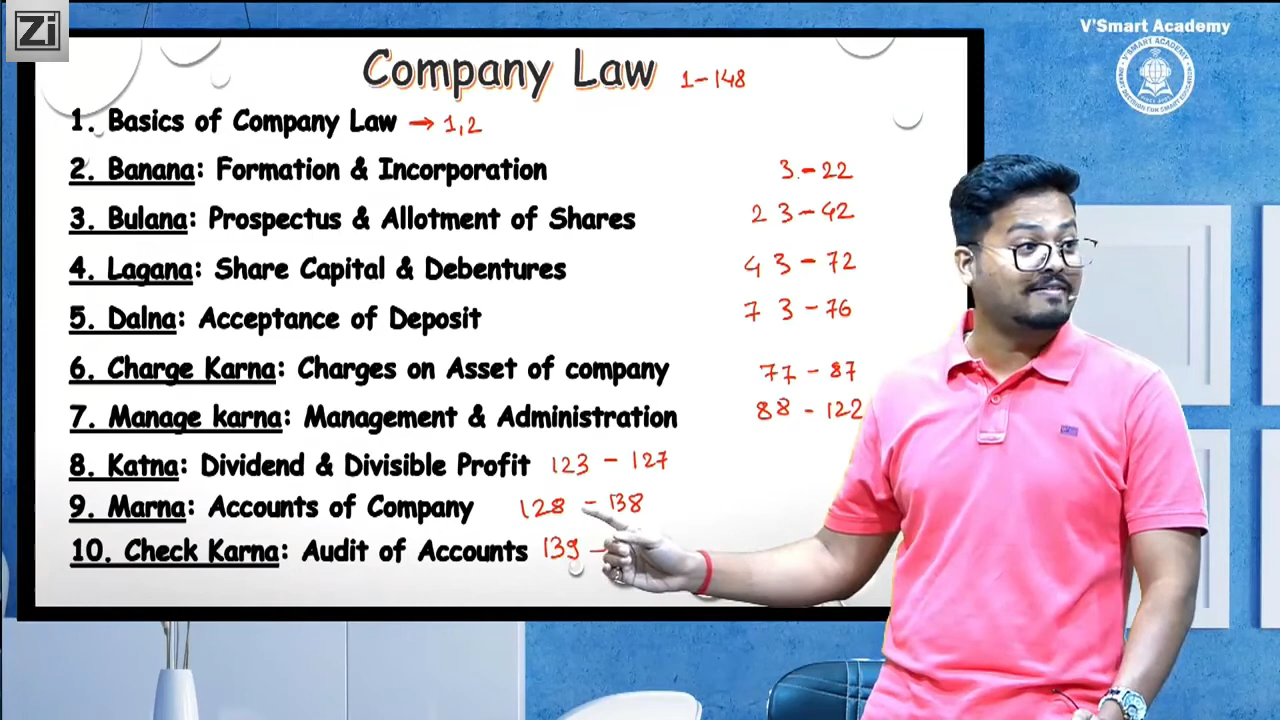 Zi
V'Smart Academy
V'SMART ACADEMY
Company Law 1-148
1. Basics of Company Law → 1,2
2. Banana: Formation & Incorporation 3-22
3. Bulana: Prospectus & Allotment of Shares 23-42
4. Lagana: Share Capital & Debentures 43-72
5. Dalna: Acceptance of Deposit 73-76
6. Charge Karna: Charges on Asset of company 77-87
7. Manage karna: Management & Administration 88-122
8. Katna: Dividend & Divisible Profit 123-127
9. Marna: Accounts of Company 128-138
10. Check Karna: Audit of Accounts 139-